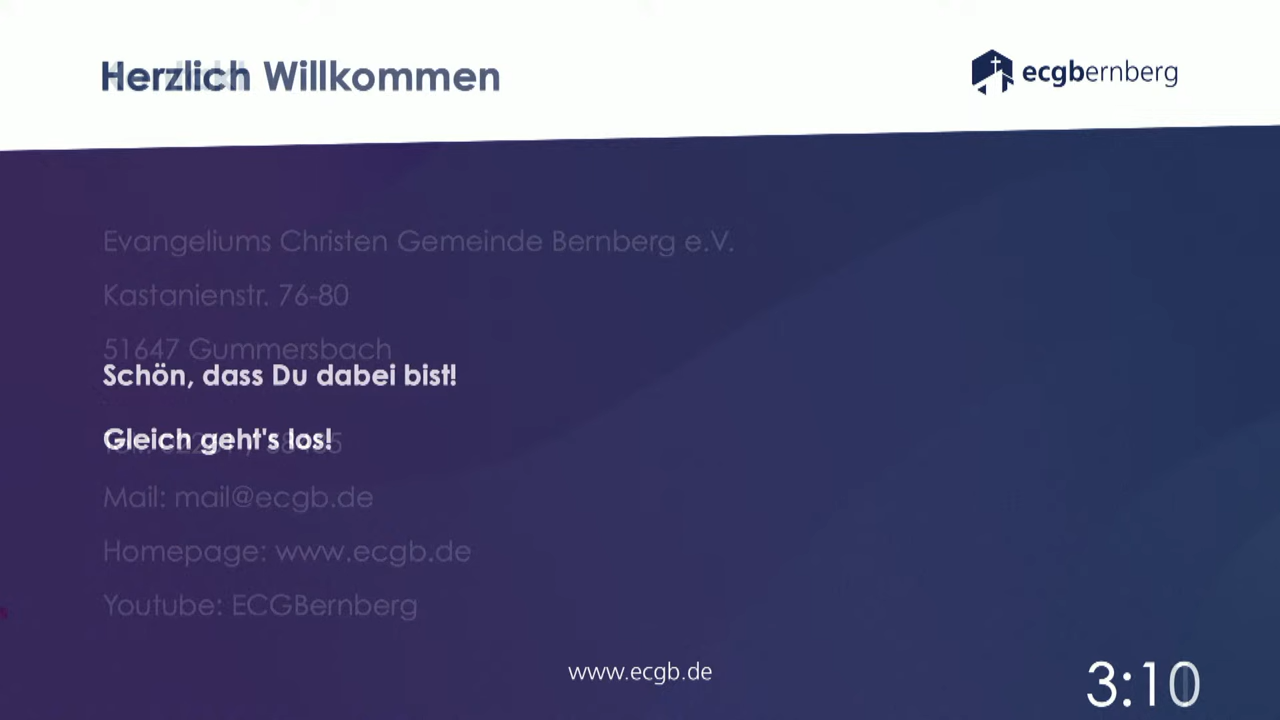 Herzlich Willkommen
ecgbernberg
Evangeliums Christen Gemeinde Bernberg e.V.
Kastanienstr. 76-80
51647 Gummersbach
Schön, dass Du dabei bist!
Gleich geht's los!
Mail: mail@ecgb.de
Homepage: www.ecgb.de
Youtube: ECGBernberg
www.ecgb.de
3:10